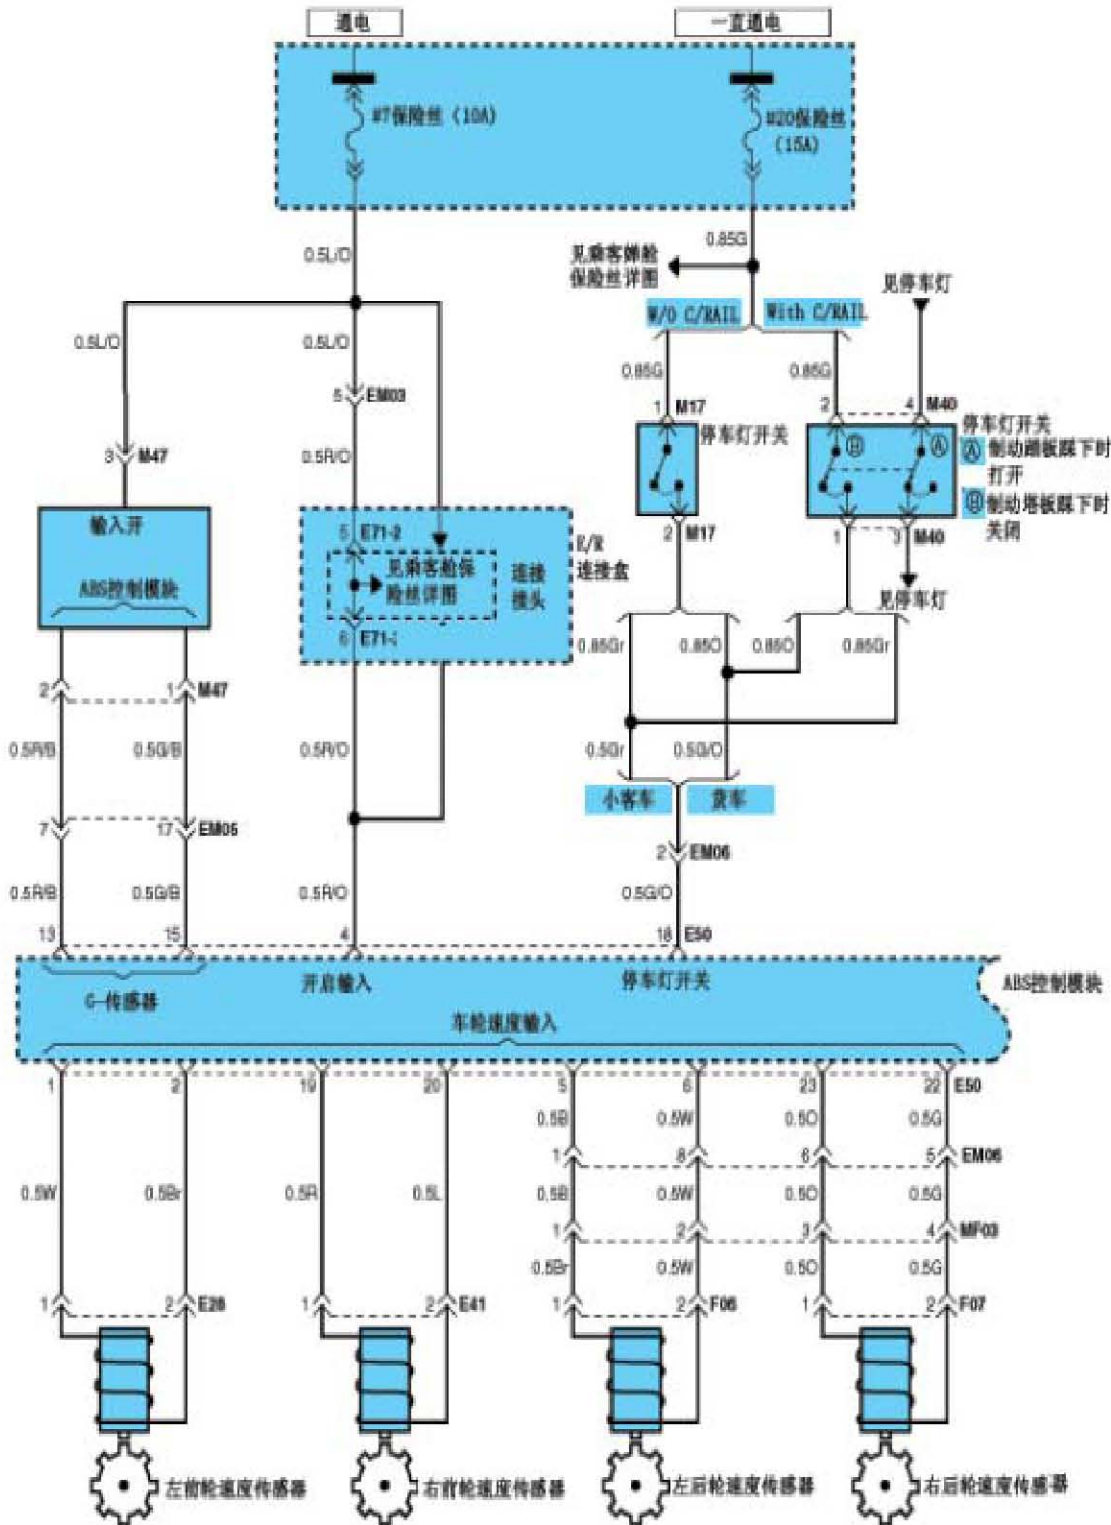 通电
一直通电
#7保险丝（10A）
#20保险丝
（15A）
0.5L/O
0.85G
见乘客舱
保险丝详图
见停车灯
W/O C/RAIL
With C/RAIL
0.5L/O
0.5L/O
0.85G
0.85G
5
EM03
1
M17
2
4
M40
停车灯开关
停车灯开关
Ⓐ
制动踏板踩下时
打开
Ⓑ
制动塔板踩下时
关闭
Ⓑ
Ⓐ
3
M47
0.5R/O
输入开
ABS控制模块
5
E71-2
见乘客舱保
险丝详图
连接
接头
E/R
连接盒
6
2
M17
1
3
M40
见停车灯
0.85Gr
0.85O
0.85O
0.85Gr
2
1
M47
0.5R/B
0.5G/B
0.5R/O
0.5Gr
0.5G/O
小客车
货车
7
17
EM05
2
EM06
0.5R/B
0.5G/B
0.5R/O
0.5G/O
13
15
4
18
E50
G-传感器
开启输入
停车灯开关
ABS控制模块
车轮速度输入
1
2
19
20
5
6
23
22
E50
0.5B
0.5W
0.5O
0.5G
1
8
6
5
EM06
0.5W
0.5Br
0.5R
0.5L
0.5B
0.5W
0.5O
0.5G
1
2
3
4
MF03
0.5Br
0.5W
0.5O
0.5G
1
2
E28
1
2
E41
1
2
F06
1
2
F07
左前轮速度传感器
右前轮速度传感器
左后轮速度传感器
右后轮速度传感器